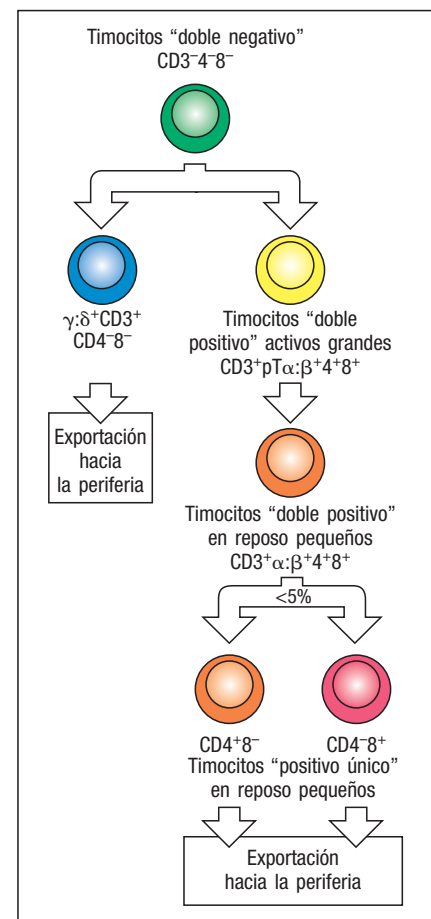 Timocitos “doble negativo”
CD3⁻4⁻8⁻
γ:δ⁺CD3⁺
CD4⁻8⁻
Timocitos “doble
positivo” activos grandes
CD3⁺pTα:β⁺4⁺8⁺
Exportación
hacia
la periferia
Timocitos “doble positivo”
en reposo pequeños
CD3⁺α:β⁺4⁺8⁺
<5%
CD4⁺8⁻
CD4⁻8⁺
Timocitos “positivo único”
en reposo pequeños
Exportación
hacia la periferia